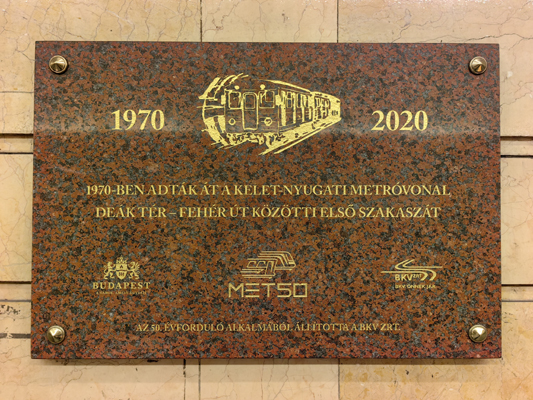 1970
2020
1970-BEN ADTÁK ÁT A KELET-NYUGATI METRÓVONAL
DEÁK TÉR – FEHÉR ÚT KÖZÖTTI ELSŐ SZAKASZÁT
BUDAPEST
MET50
BKV
AZ 50. ÉVFORDULÓ ALKALMÁBÓL ÁLLÍTOTTA A BKV ZRT.